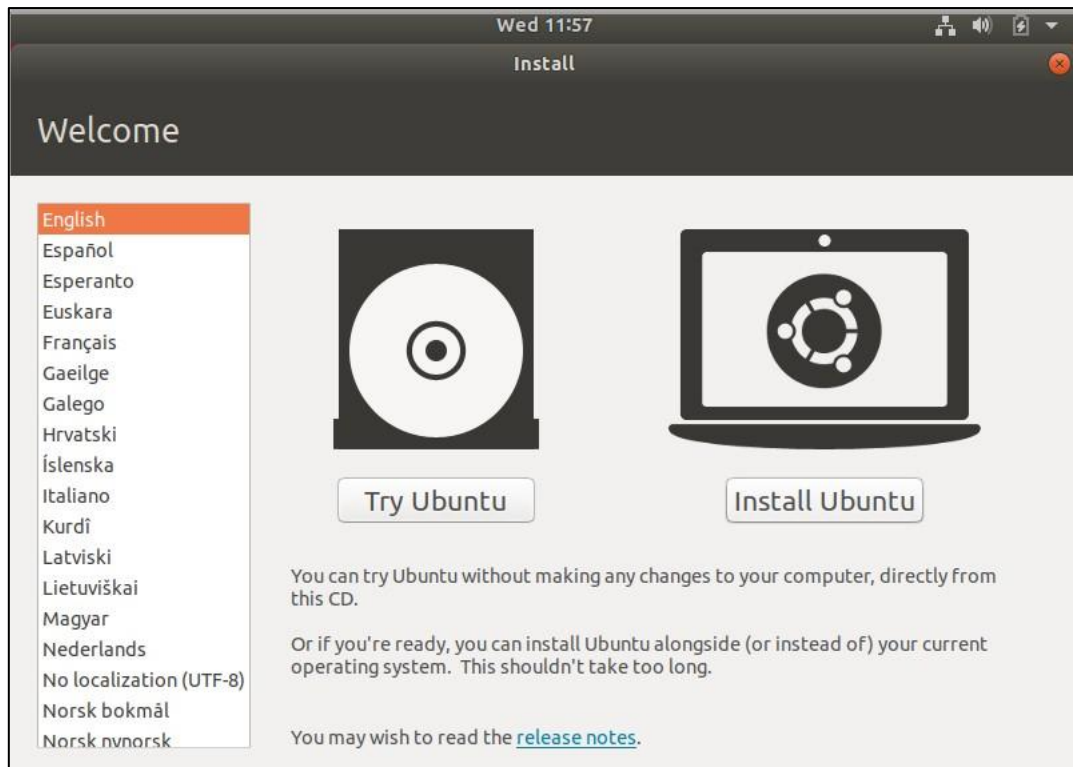 Wed 11:57
Install
Welcome
English
Español
Esperanto
Euskara
Français
Gaeilge
Galego
Hrvatski
Íslenska
Italiano
Kurdî
Latviski
Lietuviškai
Magyar
Nederlands
No localization (UTF-8)
Norsk bokmål
Norsk nynorsk
Try Ubuntu
Install Ubuntu
You can try Ubuntu without making any changes to your computer, directly from
this CD.
Or if you're ready, you can install Ubuntu alongside (or instead of) your current
operating system. This shouldn't take too long.
You may wish to read the release notes.